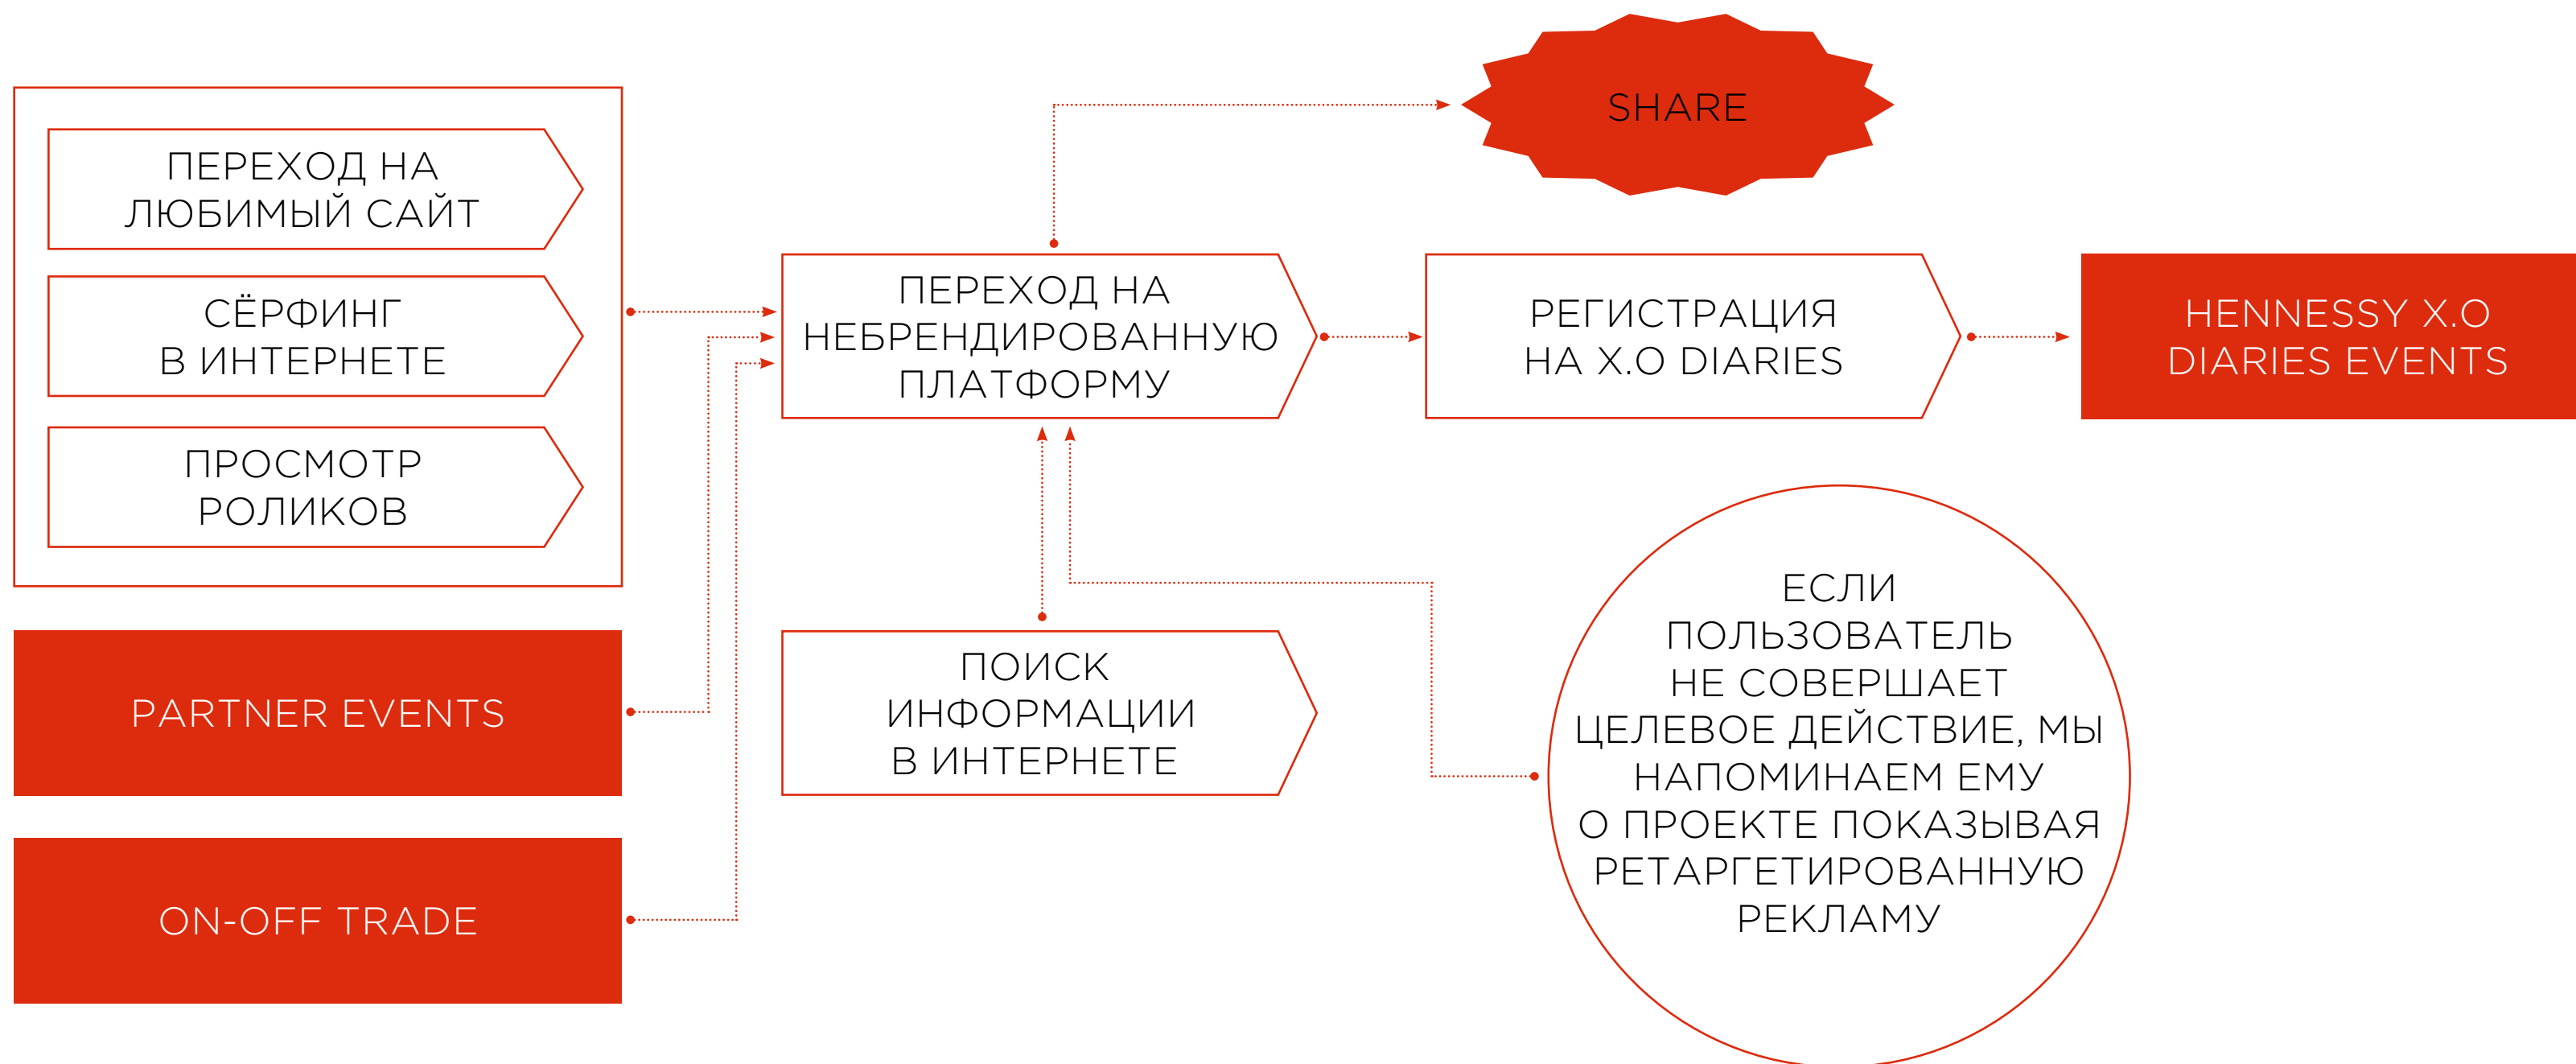 SHARE
ПЕРЕХОД НА
ЛЮБИМЫЙ САЙТ
СЁРФИНГ
В ИНТЕРНЕТЕ
ПРОСМОТР
РОЛИКОВ
ПЕРЕХОД НА
НЕБРЕНДИРОВАННУЮ
ПЛАТФОРМУ
РЕГИСТРАЦИЯ
НА X.O DIARIES
HENNESSY X.O
DIARIES EVENTS
PARTNER EVENTS
ON-OFF TRADE
ПОИСК
ИНФОРМАЦИИ
В ИНТЕРНЕТЕ
ЕСЛИ
ПОЛЬЗОВАТЕЛЬ
НЕ СОВЕРШАЕТ
ЦЕЛЕВОЕ ДЕЙСТВИЕ, МЫ
НАПОМИНАЕМ ЕМУ
О ПРОЕКТЕ ПОКАЗЫВАЯ
РЕТАРГЕТИРОВАННУЮ
РЕКЛАМУ